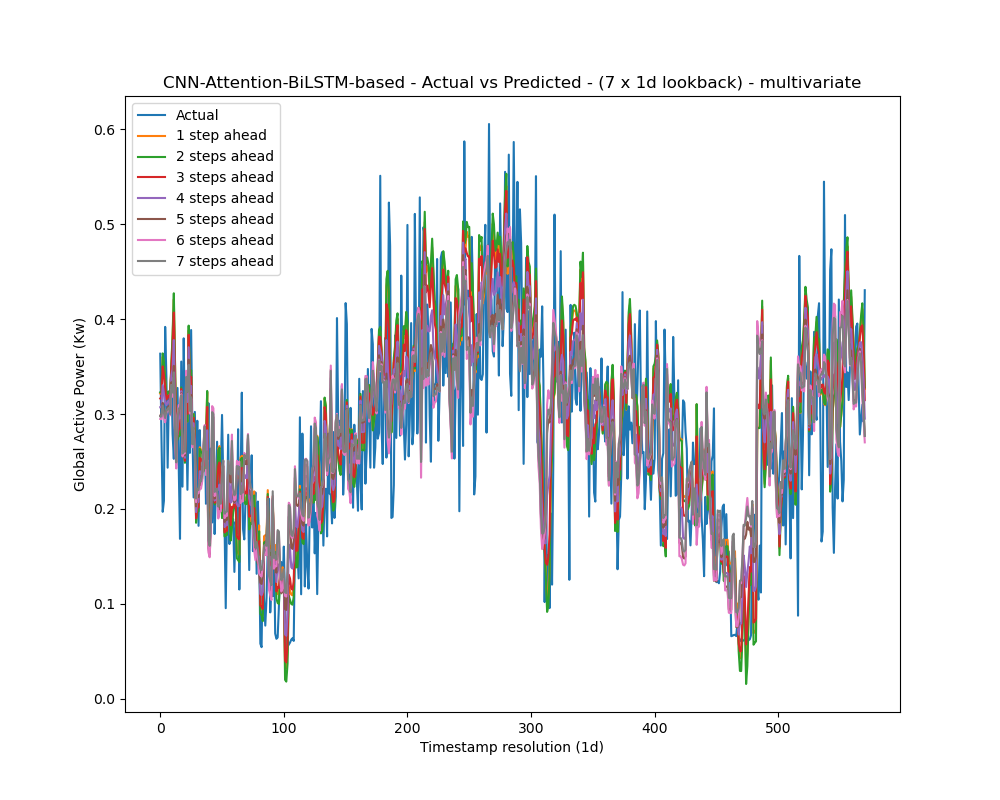 CNN-Attention-BiLSTM-based - Actual vs Predicted - (7 x 1d lookback) - multivariate
Actual
1 step ahead
2 steps ahead
3 steps ahead
4 steps ahead
5 steps ahead
6 steps ahead
7 steps ahead
Global Active Power (Kw)
0.6
0.5
0.4
0.3
0.2
0.1
0.0
0
100
200
300
400
500
Timestamp resolution (1d)